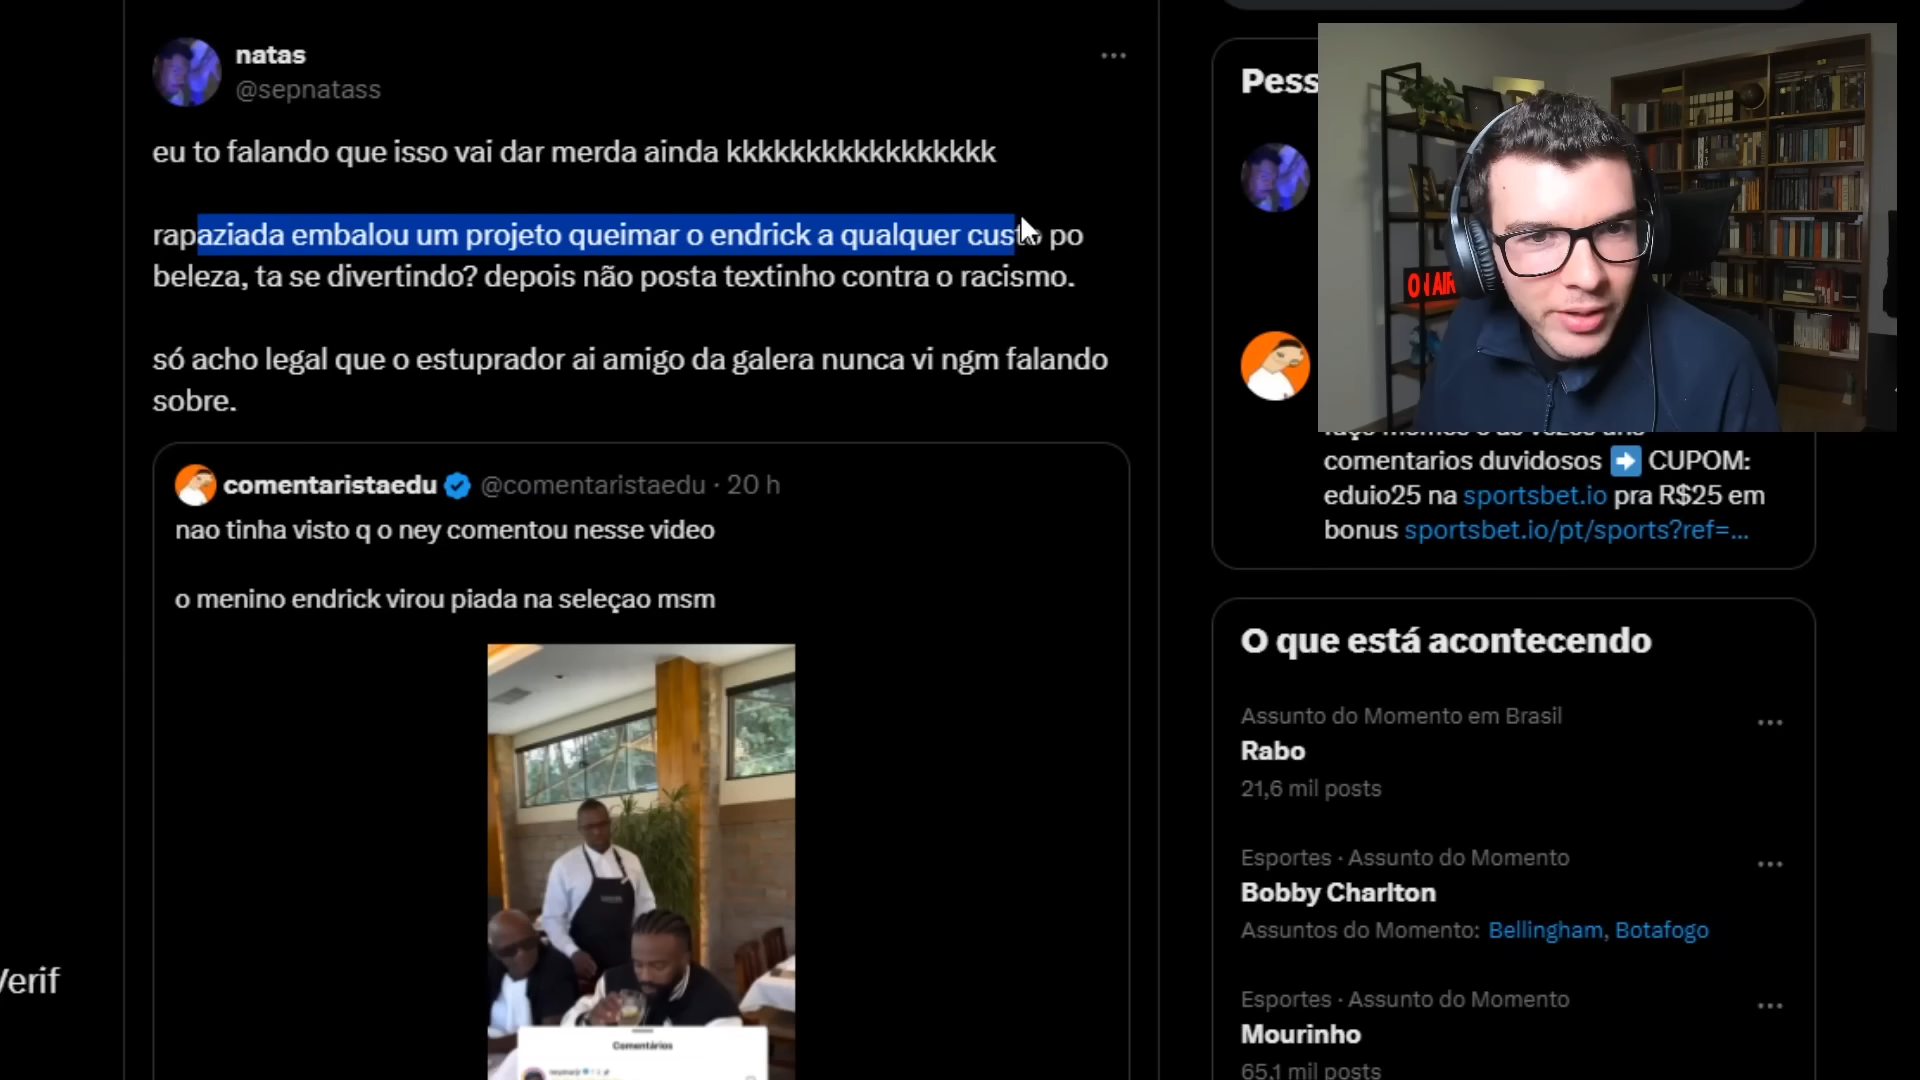 natas
@sepnatass
eu to falando que isso vai dar merda ainda kkkkkkkkkkkkkkkkk
rapaziada embalou um projeto queimar o endrick a qualquer custo po
beleza, ta se divertindo? depois não posta textinho contra o racismo.
só acho legal que o estuprador ai amigo da galera nunca vi ngm falando
sobre.
comentaristaedu @comentaristaedu · 20 h
nao tinha visto q o ney comentou nesse video
o menino endrick virou piada na seleçao msm
Comentários
Verif
Pess
ON AIR
comentarios duvidosos ➡ CUPOM:
eduio25 na sportsbet.io pra R$25 em
bonus sportsbet.io/pt/sports?ref=...
O que está acontecendo
Assunto do Momento em Brasil
Rabo
21,6 mil posts
Esportes · Assunto do Momento
Bobby Charlton
Assuntos do Momento: Bellingham, Botafogo
Esportes · Assunto do Momento
Mourinho
65,1 mil posts